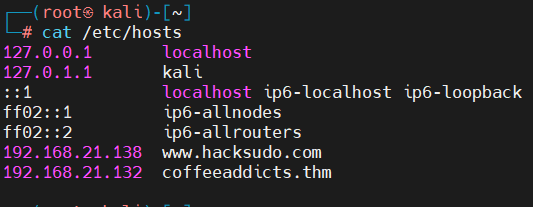 ┌──(root㉿ kali)-[~]
└─# cat /etc/hosts
127.0.0.1 localhost
127.0.1.1 kali
::1 localhost ip6-localhost ip6-loopback
ff02::1 ip6-allnodes
ff02::2 ip6-allrouters
192.168.21.138 www.hacksudo.com
192.168.21.132 coffeeaddicts.thm